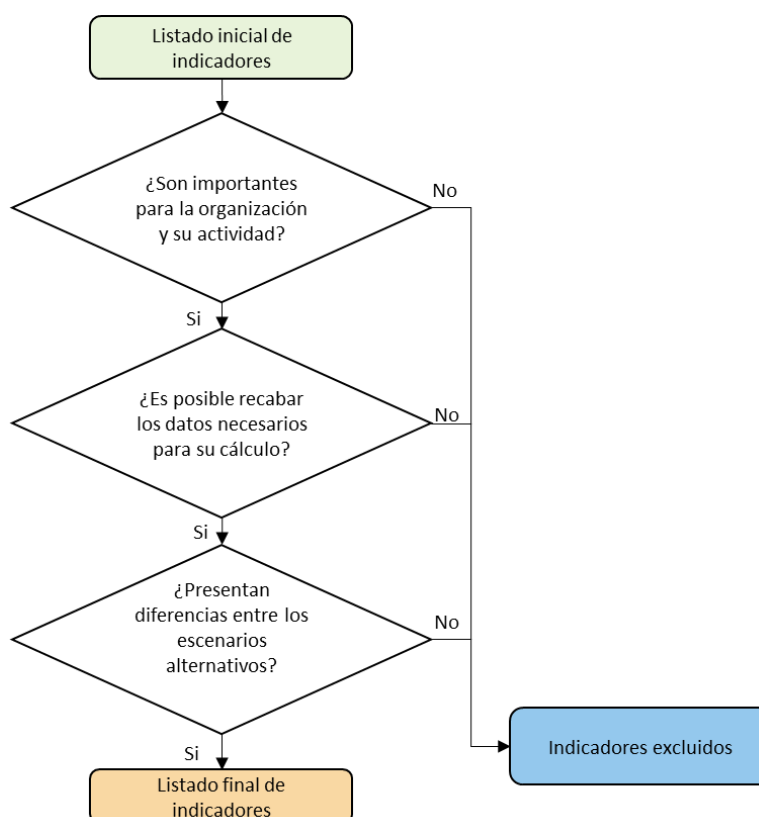 Listado inicial de
indicadores
¿Son importantes
para la organización
y su actividad?
No
Si
¿Es posible recabar
los datos necesarios
para su cálculo?
No
Si
¿Presentan
diferencias entre los
escenarios
alternativos?
No
Si
Indicadores excluidos
Listado final de
indicadores